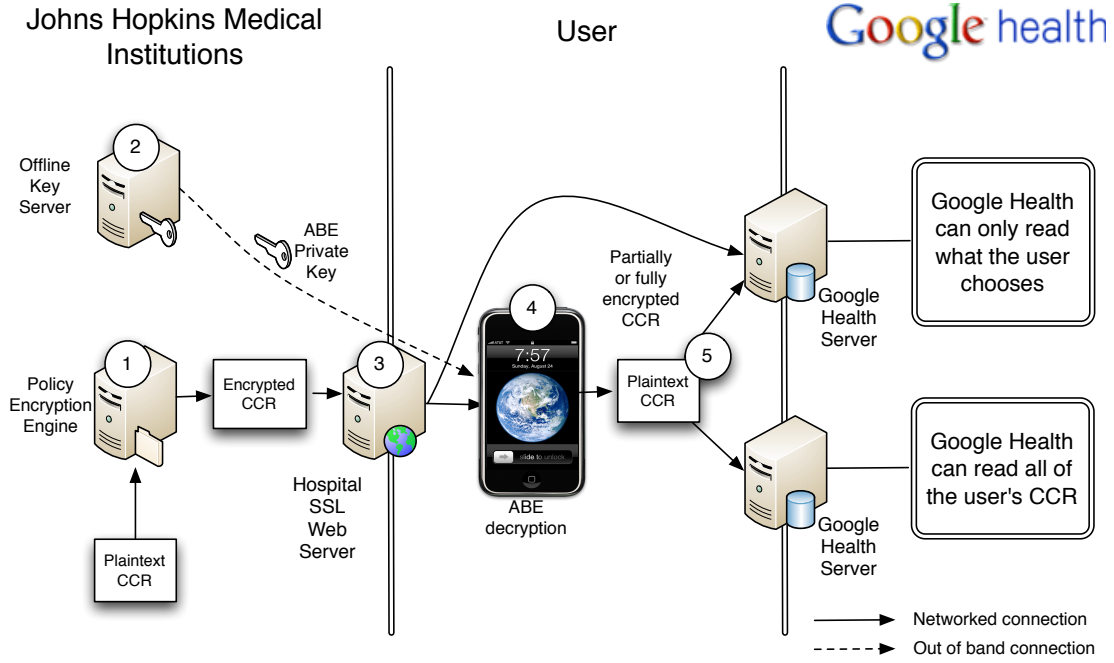 Johns Hopkins Medical
Institutions
User
Google health
2
Offline
Key
Server
ABE
Private
Key
1
Policy
Encryption
Engine
Encrypted
CCR
3
Hospital
SSL
Web
Server
Plaintext
CCR
4
AT&T
7:57
Sunday, August 24
slide to unlock
ABE
decryption
Partially
or fully
encrypted
CCR
5
Plaintext
CCR
Google
Health
Server
Google Health
can only read
what the user
chooses
Google
Health
Server
Google Health
can read all of
the user's CCR
Networked connection
Out of band connection